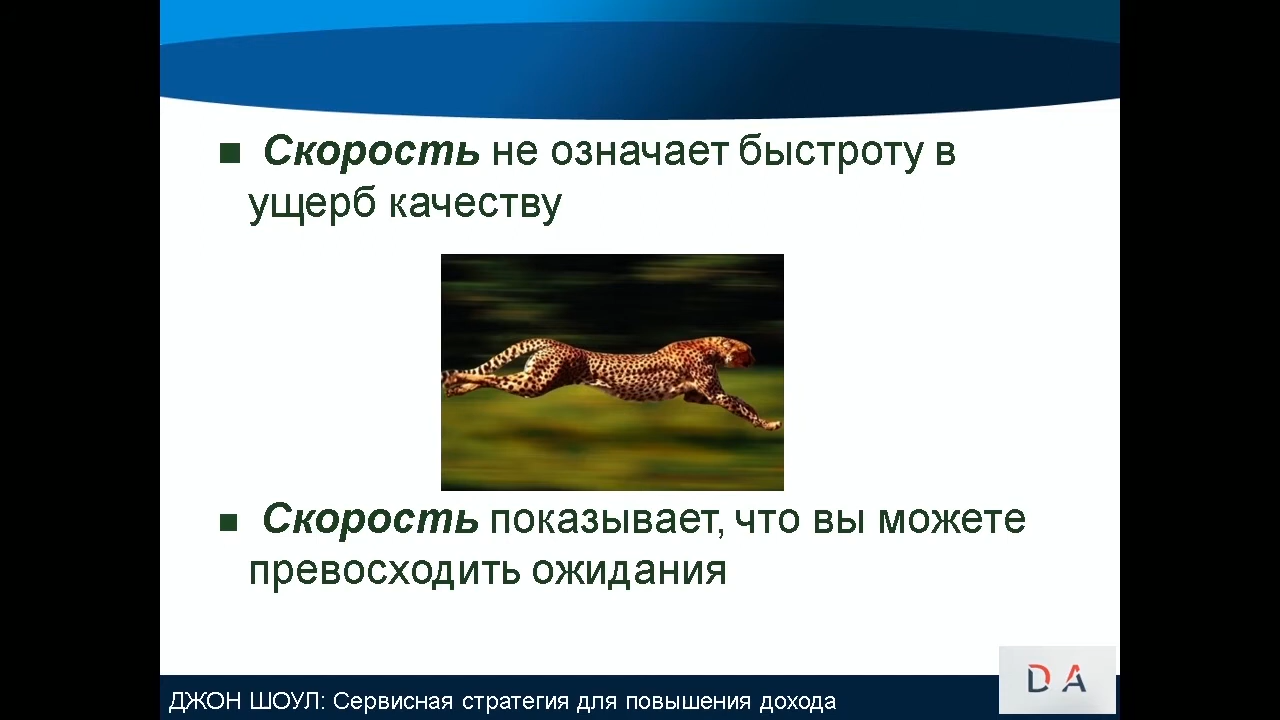 Скорость не означает быстроту в
ущерб качеству
Скорость показывает, что вы можете
превосходить ожидания
ДЖОН ШОУЛ: Сервисная стратегия для повышения дохода
DA